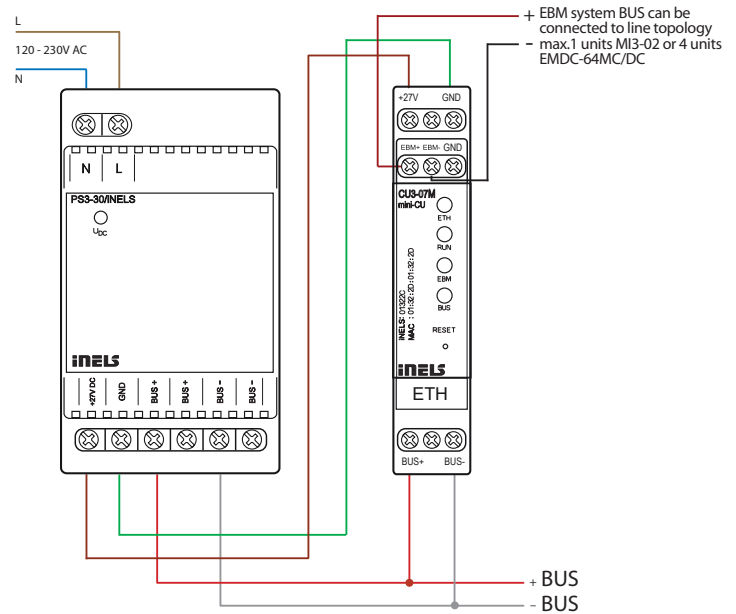 L
120 - 230V AC
N
+ EBM system BUS can be
connected to line topology
- max.1 units MI3-02 or 4 units
EMDC-64MC/DC
N L
PS3-30/INELS
UDC
iNELS
+27V DC GND BUS + BUS + BUS - BUS -
+27V GND
EBM+ EBM- GND
CU3-07M
mini-CU
ETH
RUN
EBM
BUS
iNELS: 01322C
MAC : 01:32:2D:01:32:2D
RESET
iNELS
ETH
BUS+ BUS-
+ BUS
- BUS